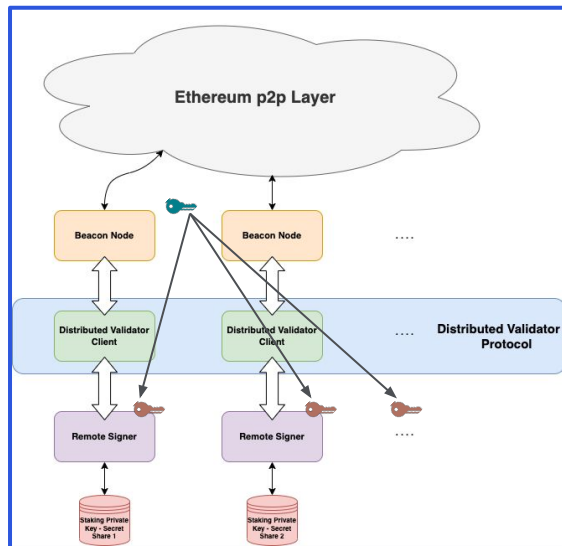 Ethereum p2p Layer
Beacon Node
Beacon Node
....
Distributed Validator
Client
Distributed Validator
Client
....
Distributed Validator
Protocol
Remote Signer
Remote Signer
....
Staking Private
Key - Secret
Share 1
Staking Private
Key - Secret
Share 2